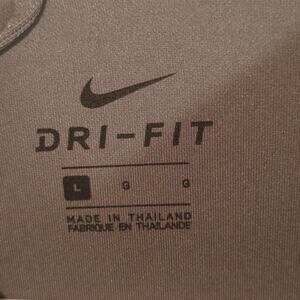 DRI-FIT
L G G
MADE IN THAILAND
FABRIQUE EN THAILANDE